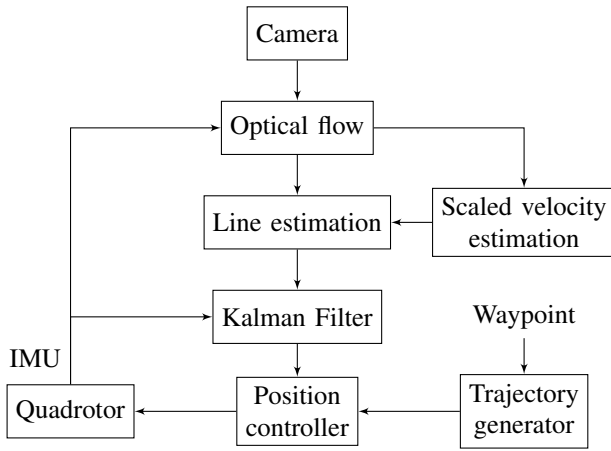 Camera
Optical flow
Line estimation
Scaled velocity
estimation
Kalman Filter
Waypoint
IMU
Quadrotor
Position
controller
Trajectory
generator